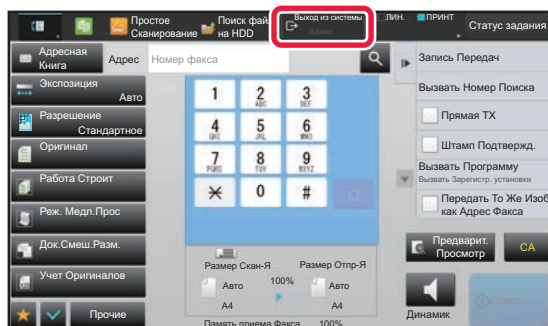 Простое
Сканирование
Поиск фай
на HDD
Выход из системы
Админ.
ЛИН.
ПРИНТ
Статус задания
Адресная
Книга
Адрес
Номер факса
Запись Передач
Экспозиция
Авто
Вызвать Номер Поиска
Разрешение
Стандартное
Прямая TX
Оригинал
Штамп Подтвержд.
Работа Строит
Вызвать Программу
Вызвать Зарегистр. установки
Реж. Медл.Прос
Передать То Же Изоб
как Адрес Факса
Док.Смеш.Разм.
Учет Оригиналов
Прочие
1
2 ABC
3 DEF
4 GHI
5 JKL
6 MNO
7 PQRS
8 TUV
9 WXYZ
0
#
Размер Скан-Я
Размер Отпр-Я
Авто
100%
Авто
A4
A4
Память приема Факса 100%
Предварит.
Просмотр
CA
Динамик
Старт